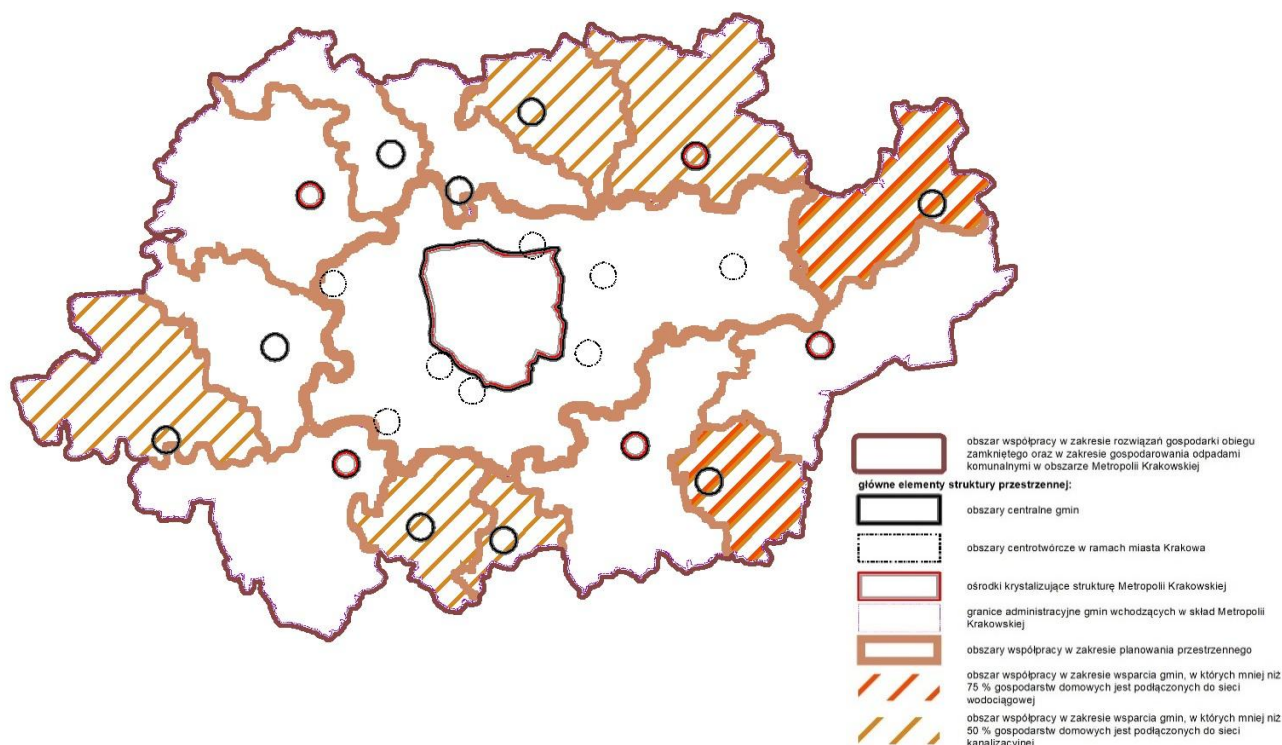 obszar współpracy w zakresie rozwiązań gospodarki obiegu
zamkniętego oraz w zakresie gospodarowania odpadami
komunalnymi w obszarze Metropolii Krakowskiej
główne elementy struktury przestrzennej:
obszary centralne gmin
obszary centrotwórcze w ramach miasta Krakowa
ośrodki krystalizujące strukturę Metropolii Krakowskiej
granice administracyjne gmin wchodzących w skład Metropolii
Krakowskiej
obszary współpracy w zakresie planowania przestrzennego
obszar współpracy w zakresie wsparcia gmin, w których mniej niż
75 % gospodarstw domowych jest podłączonych do sieci
wodociągowej
obszar współpracy w zakresie wsparcia gmin, w których mniej niż
50 % gospodarstw domowych jest podłączonych do sieci
kanalizacyjnej